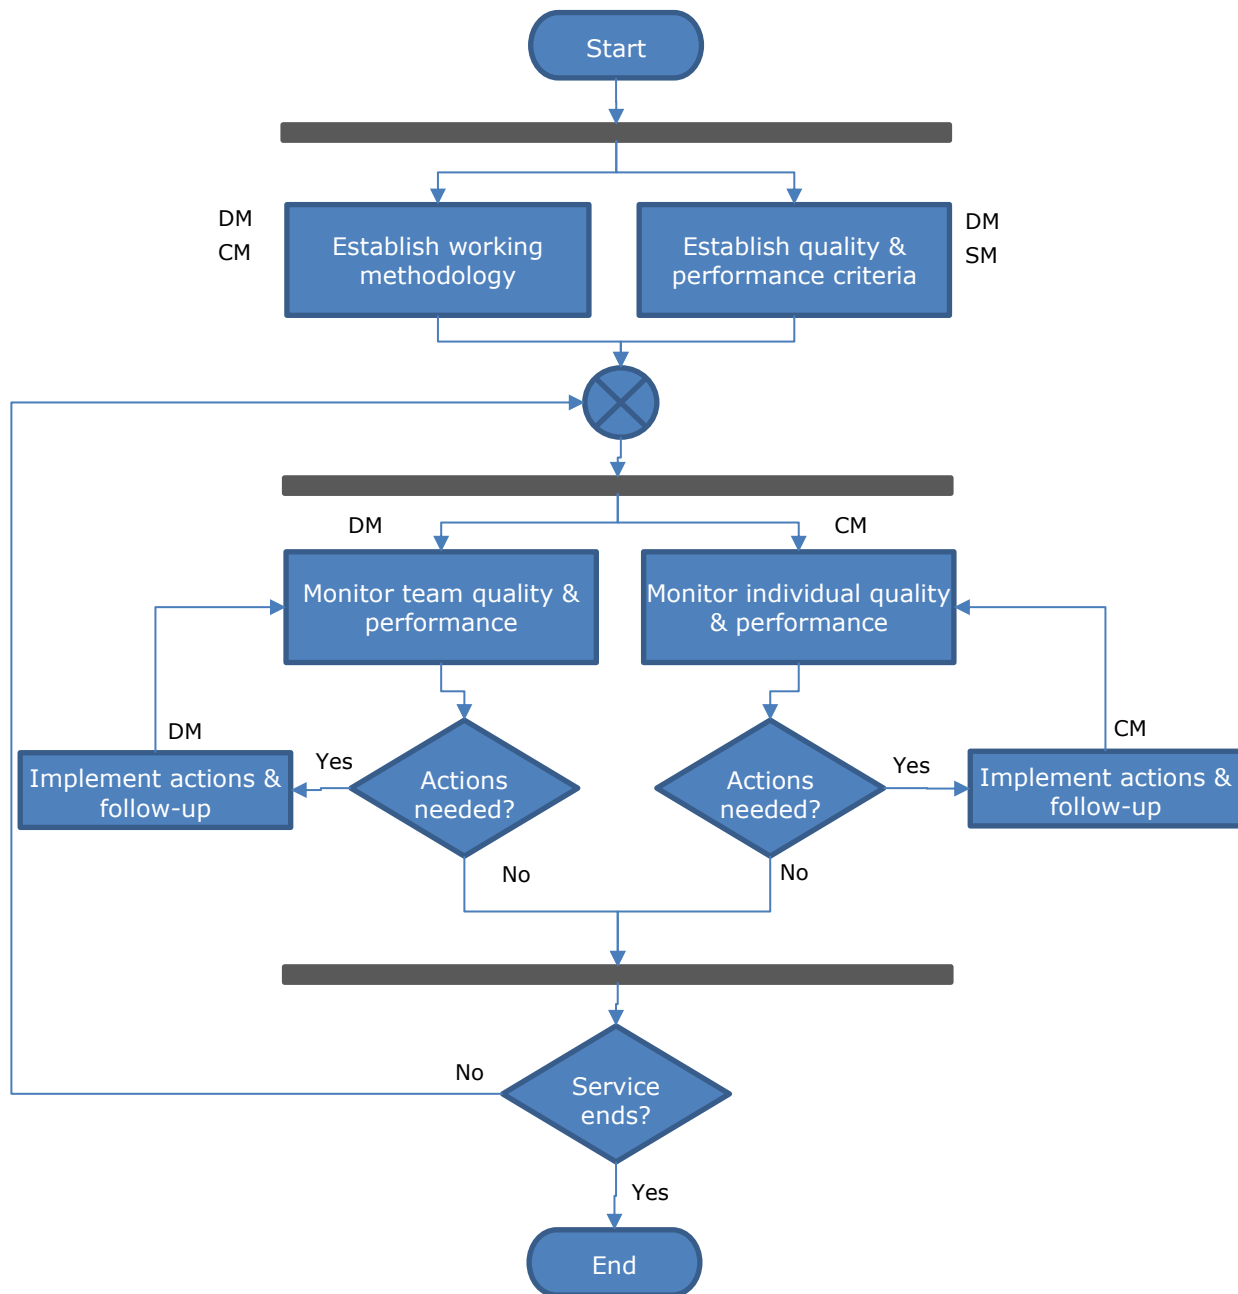 Start
DM
CM
Establish working
methodology
Establish quality &
performance criteria
DM
SM
DM
CM
Monitor team quality &
performance
Monitor individual quality
& performance
DM
CM
Implement actions &
follow-up
Yes
Actions
needed?
Actions
needed?
Yes
Implement actions &
follow-up
No
No
No
Service
ends?
Yes
End